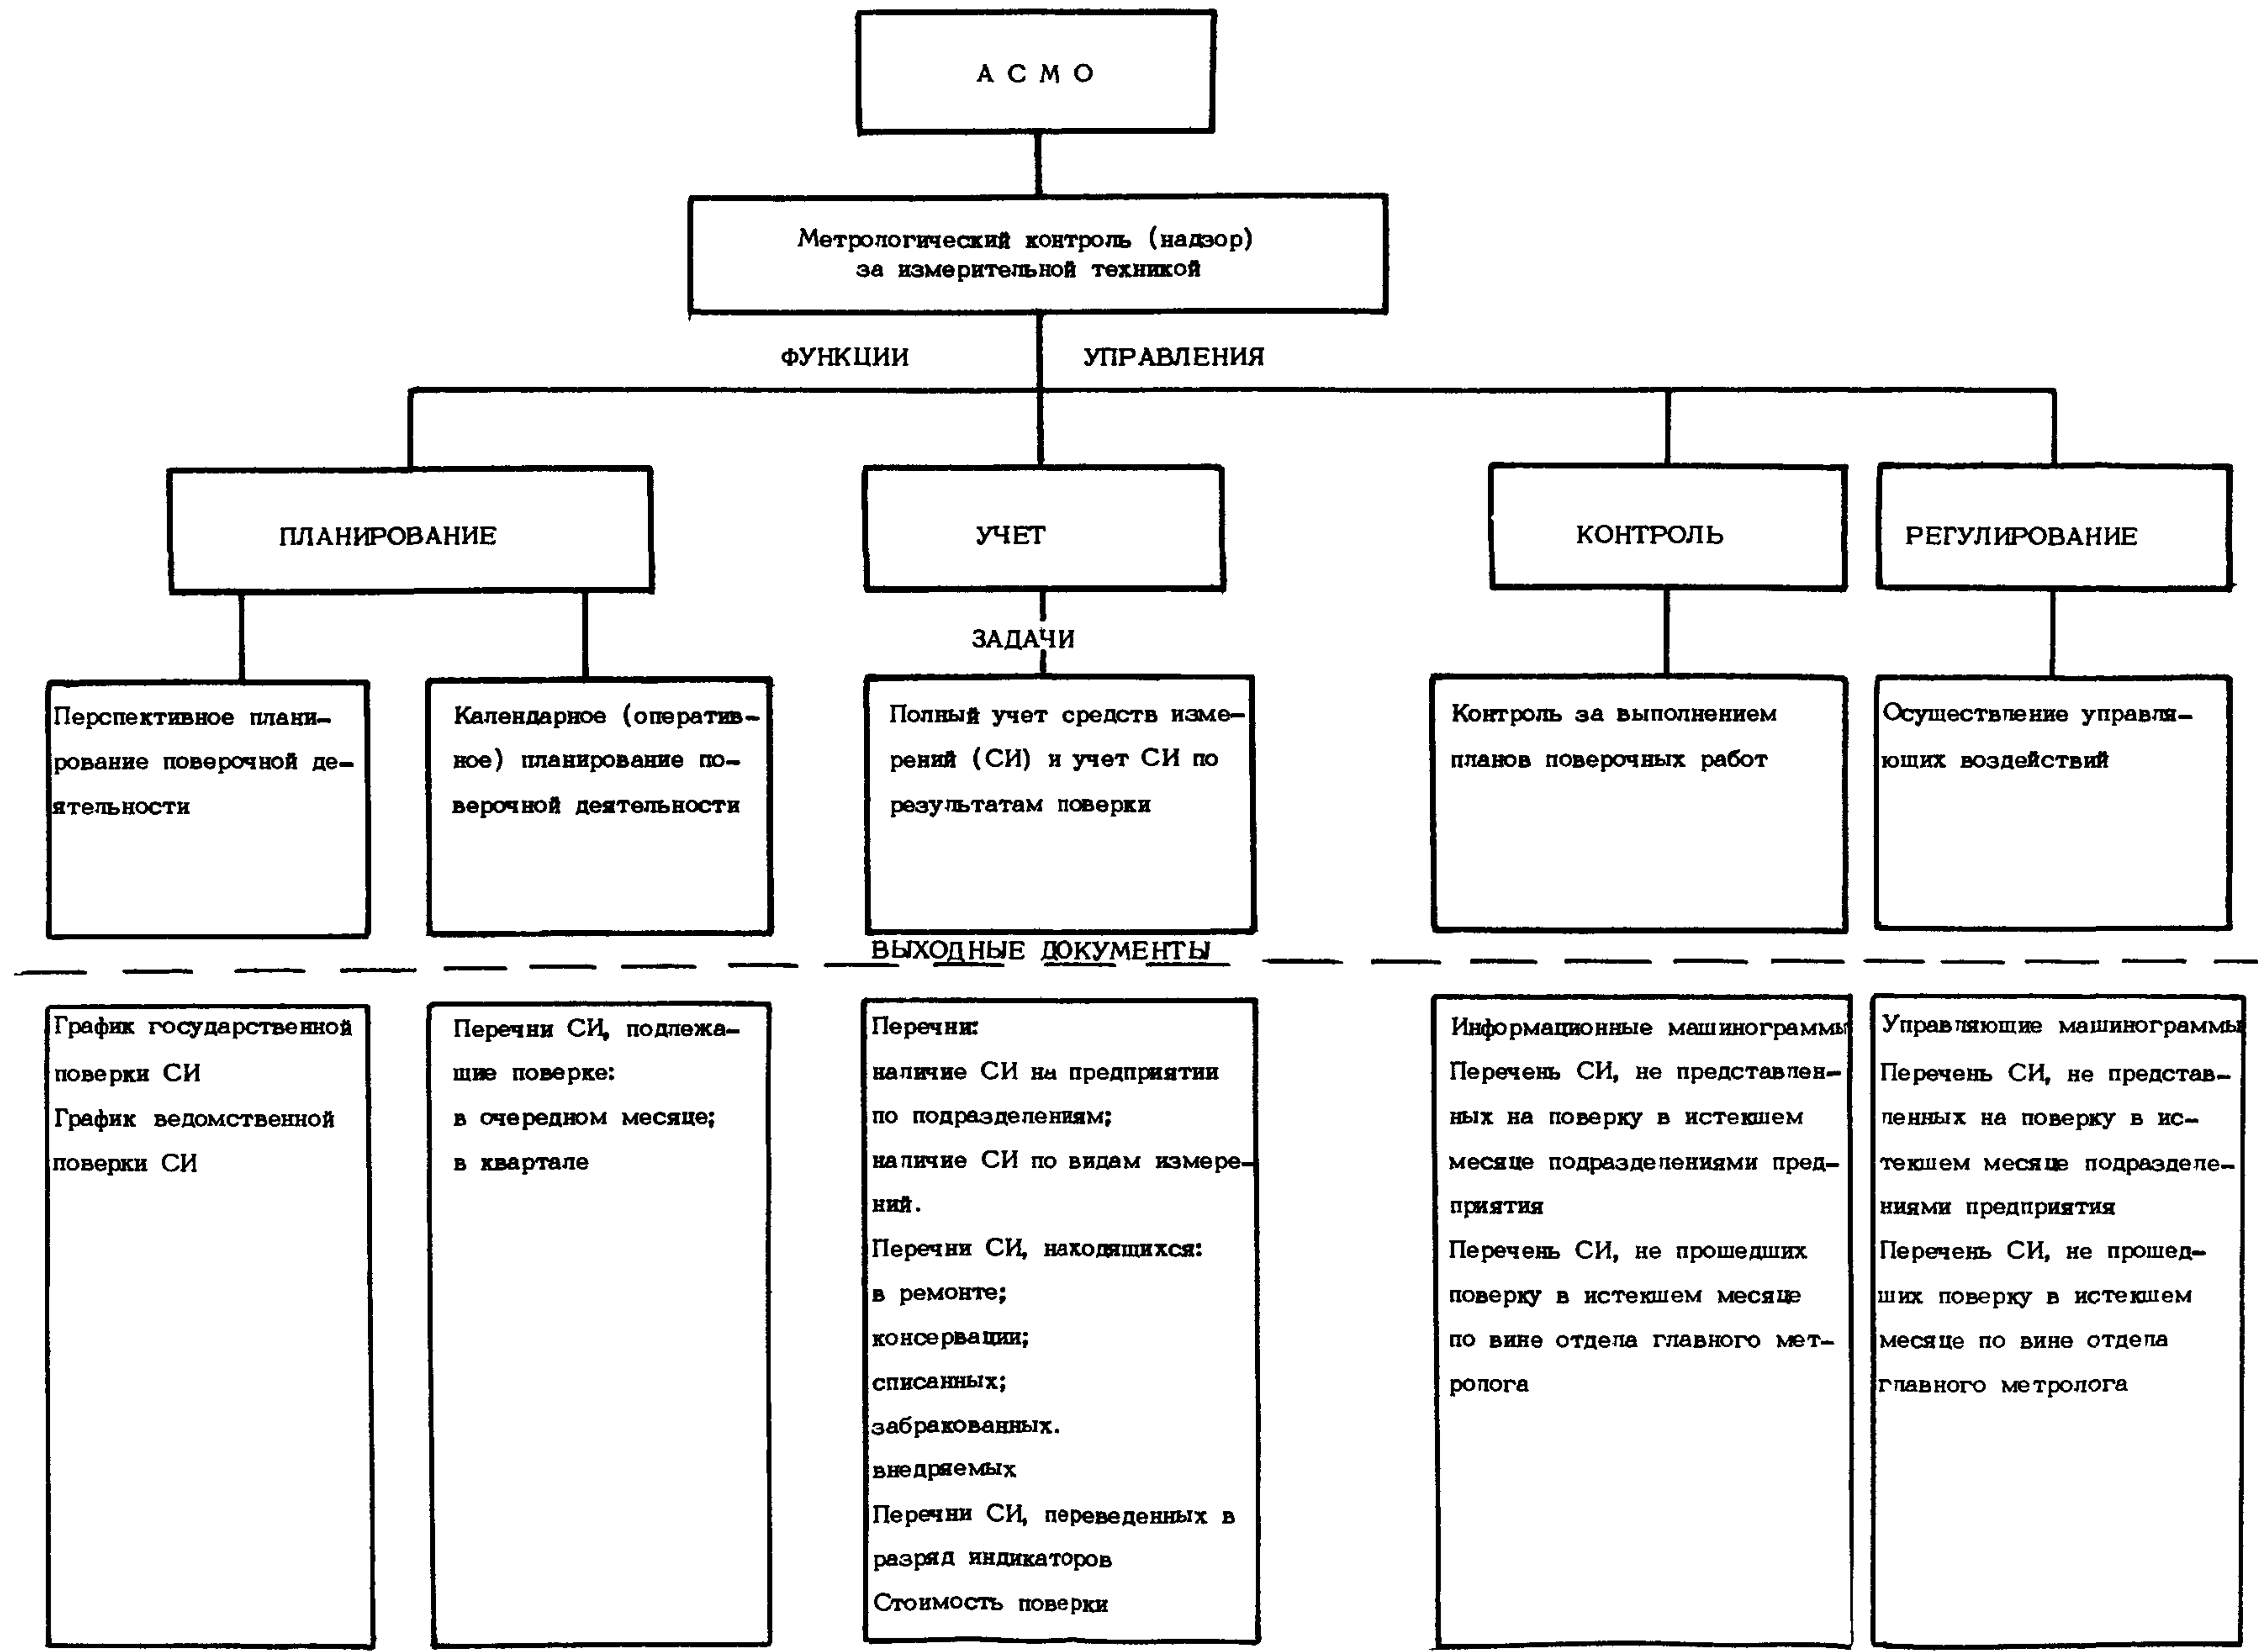 А С М О
Метрологический контроль (надзор)
за измерительной техникой
ФУНКЦИИ УПРАВЛЕНИЯ
ПЛАНИРОВАНИЕ
УЧЕТ
КОНТРОЛЬ
РЕГУЛИРОВАНИЕ
ЗАДАЧИ
Перспективное плани-
рование поверочной де-
ятельности
Календарное (оператив-
ное) планирование по-
верочной деятельности
Полный учет средств изме-
рений (СИ) и учет СИ по
результатам поверки
Контроль за выполнением
планов поверочных работ
Осуществление управля-
ющих воздействий
ВЫХОДНЫЕ ДОКУМЕНТЫ
График государственной
поверки СИ
График ведомственной
поверки СИ
Перечни СИ, подлежа-
щие поверке:
в очередном месяце;
в квартале
Перечни:
наличие СИ на предприятии
по подразделениям;
наличие СИ по видам измере-
ний.
Перечни СИ, находящихся:
в ремонте;
консервации;
списанных;
забракованных.
внедряемых
Перечни СИ, переведенных в
разряд индикаторов
Стоимость поверки
Информационные машинограммы
Перечень СИ, не представлен-
ных на поверку в истекшем
месяце подразделениями пред-
приятия
Перечень СИ, не прошедших
поверку в истекшем месяце
по вине отдела главного мет-
ролога
Управляющие машинограммы
Перечень СИ, не представ-
ленных на поверку в ис-
текшем месяце подразделе-
ниями предприятия
Перечень СИ, не прошед-
ших поверку в истекшем
месяце по вине отдела
главного метролога